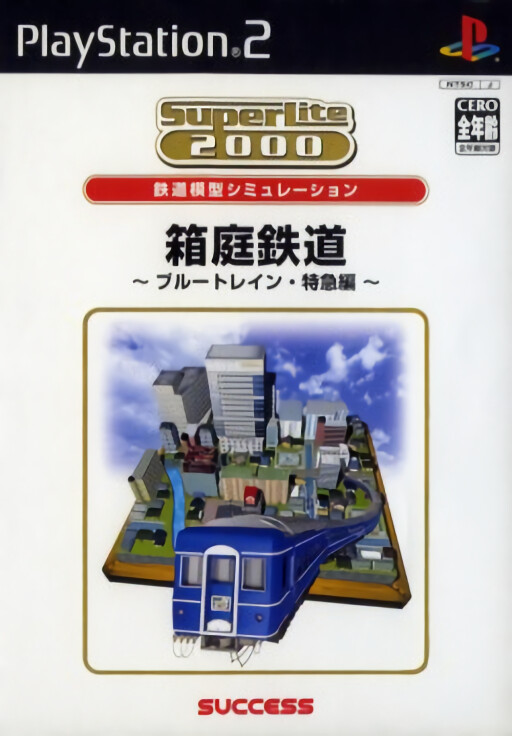 PlayStation®2
CERO
全年齢
SuperLite
2000
鉄道模型シミュレーション
箱庭鉄道
～ブルートレイン・特急編～
SUCCESS